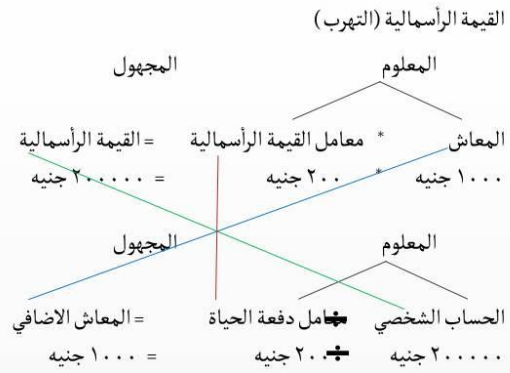 القيمة الرأسمالية (التهرب)
المعلوم المجهول
المعاش * معامل القيمة الرأسمالية = القيمة الرأسمالية
١٠٠٠ جنيه * ٢٠٠ جنيه = ٢٠٠٠٠٠ جنيه
المعلوم المجهول
الحساب الشخصي ÷ معامل دفعة الحياة = المعاش الاضافي
٢٠٠٠٠٠ جنيه ÷ ٢٠٠ جنيه = ١٠٠٠ جنيه